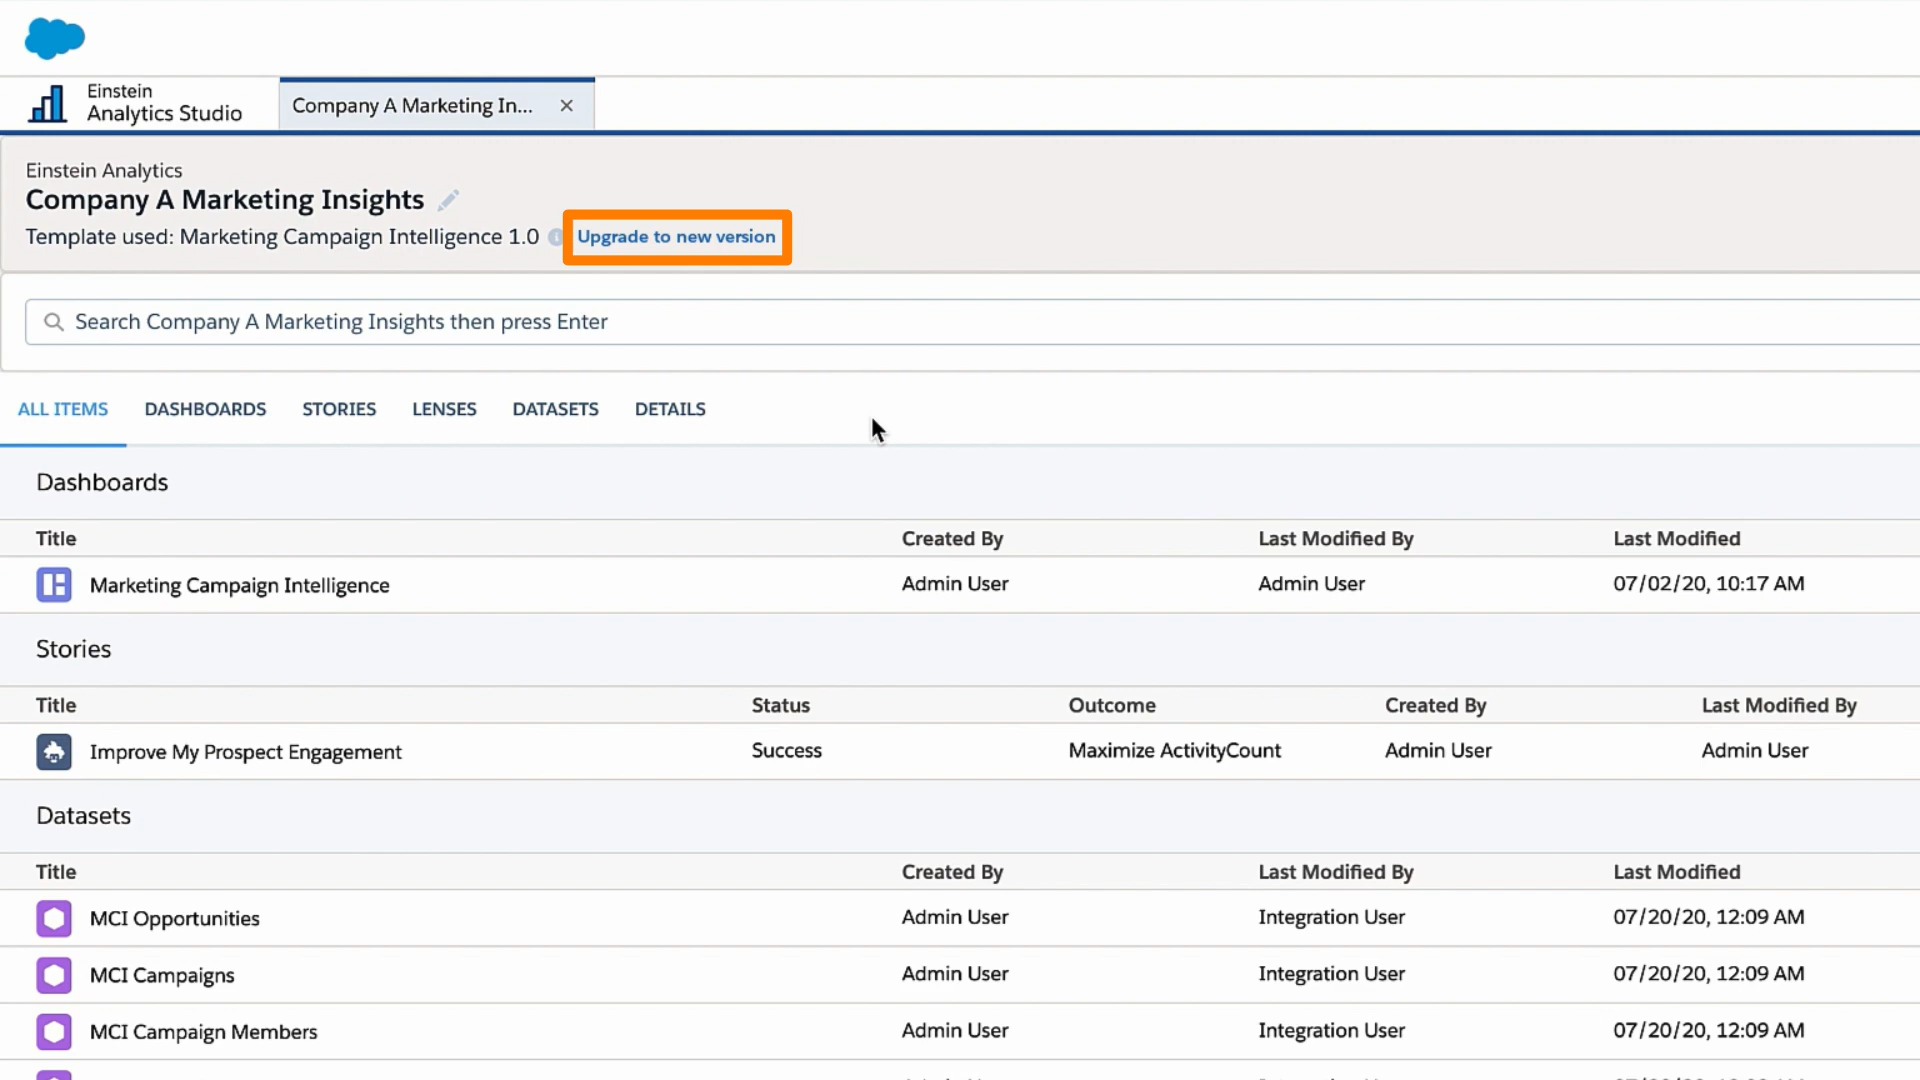 Einstein
Analytics Studio
Company A Marketing In...
Einstein Analytics
Company A Marketing Insights
Template used: Marketing Campaign Intelligence 1.0 Upgrade to new version
Search Company A Marketing Insights then press Enter
ALL ITEMS DASHBOARDS STORIES LENSES DATASETS DETAILS
Dashboards
Title Created By Last Modified By Last Modified
Marketing Campaign Intelligence Admin User Admin User 07/02/20, 10:17 AM
Stories
Title Status Outcome Created By Last Modified By
Improve My Prospect Engagement Success Maximize ActivityCount Admin User Admin User
Datasets
Title Created By Last Modified By Last Modified
MCI Opportunities Admin User Integration User 07/20/20, 12:09 AM
MCI Campaigns Admin User Integration User 07/20/20, 12:09 AM
MCI Campaign Members Admin User Integration User 07/20/20, 12:09 AM